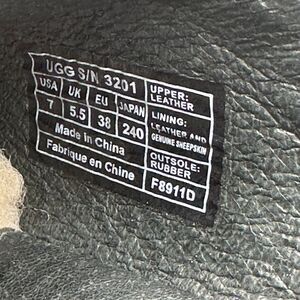 UGG S/N 3201
USA UK EU JAPAN
7 5.5 38 240
Made in China
Fabrique en Chine
UPPER:
LEATHER
LINING:
LEATHER AND
GENUINE SHEEPSKIN
OUTSOLE:
RUBBER
F8911D